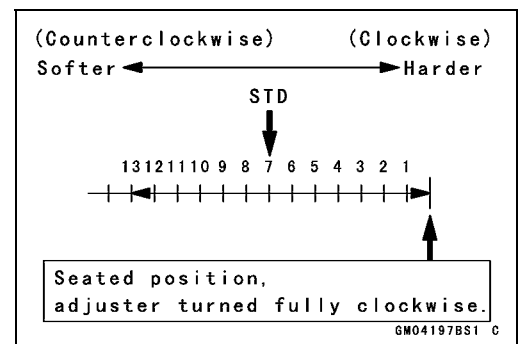 (Counterclockwise) (Clockwise)
Softer Harder
STD
13 12 11 10 9 8 7 6 5 4 3 2 1
Seated position,
adjuster turned fully clockwise.
GM04197BS1 C